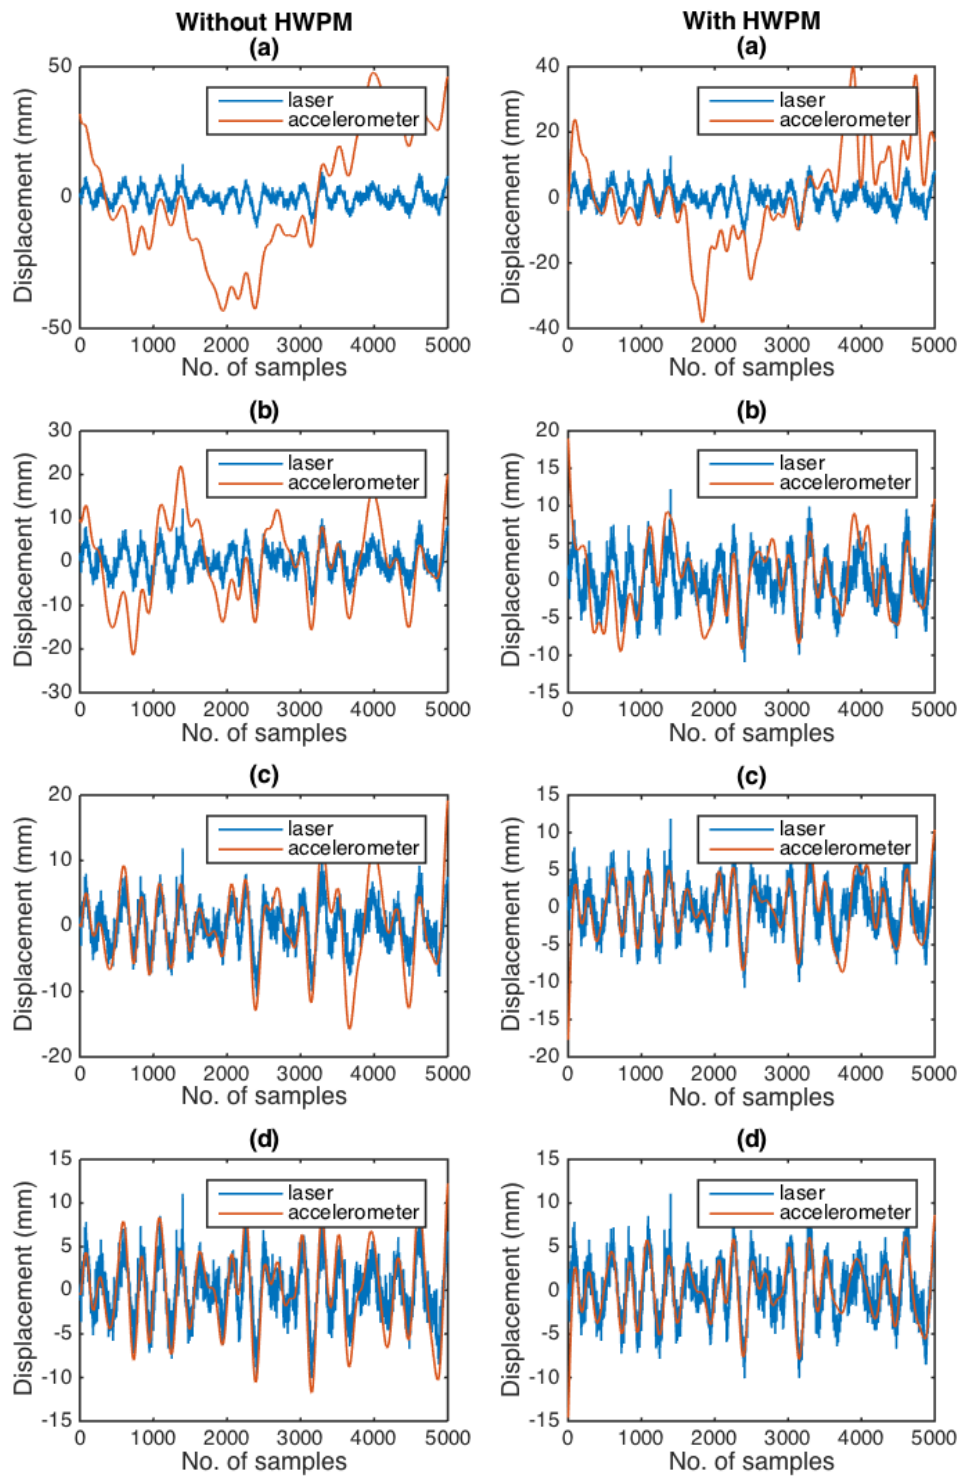 Without HWPM
With HWPM
(a)
(a)
50
0
-50
Displacement (mm)
laser
accelerometer
0 1000 2000 3000 4000 5000
No. of samples
40
20
0
-20
-40
Displacement (mm)
laser
accelerometer
0 1000 2000 3000 4000 5000
No. of samples
(b)
(b)
30
20
10
0
-10
-20
-30
Displacement (mm)
laser
accelerometer
0 1000 2000 3000 4000 5000
No. of samples
20
15
10
5
0
-5
-10
-15
Displacement (mm)
laser
accelerometer
0 1000 2000 3000 4000 5000
No. of samples
(c)
(c)
20
10
0
-10
-20
Displacement (mm)
laser
accelerometer
0 1000 2000 3000 4000 5000
No. of samples
15
10
5
0
-5
-10
-15
-20
Displacement (mm)
laser
accelerometer
0 1000 2000 3000 4000 5000
No. of samples
(d)
(d)
15
10
5
0
-5
-10
-15
Displacement (mm)
laser
accelerometer
0 1000 2000 3000 4000 5000
No. of samples
15
10
5
0
-5
-10
-15
Displacement (mm)
laser
accelerometer
0 1000 2000 3000 4000 5000
No. of samples